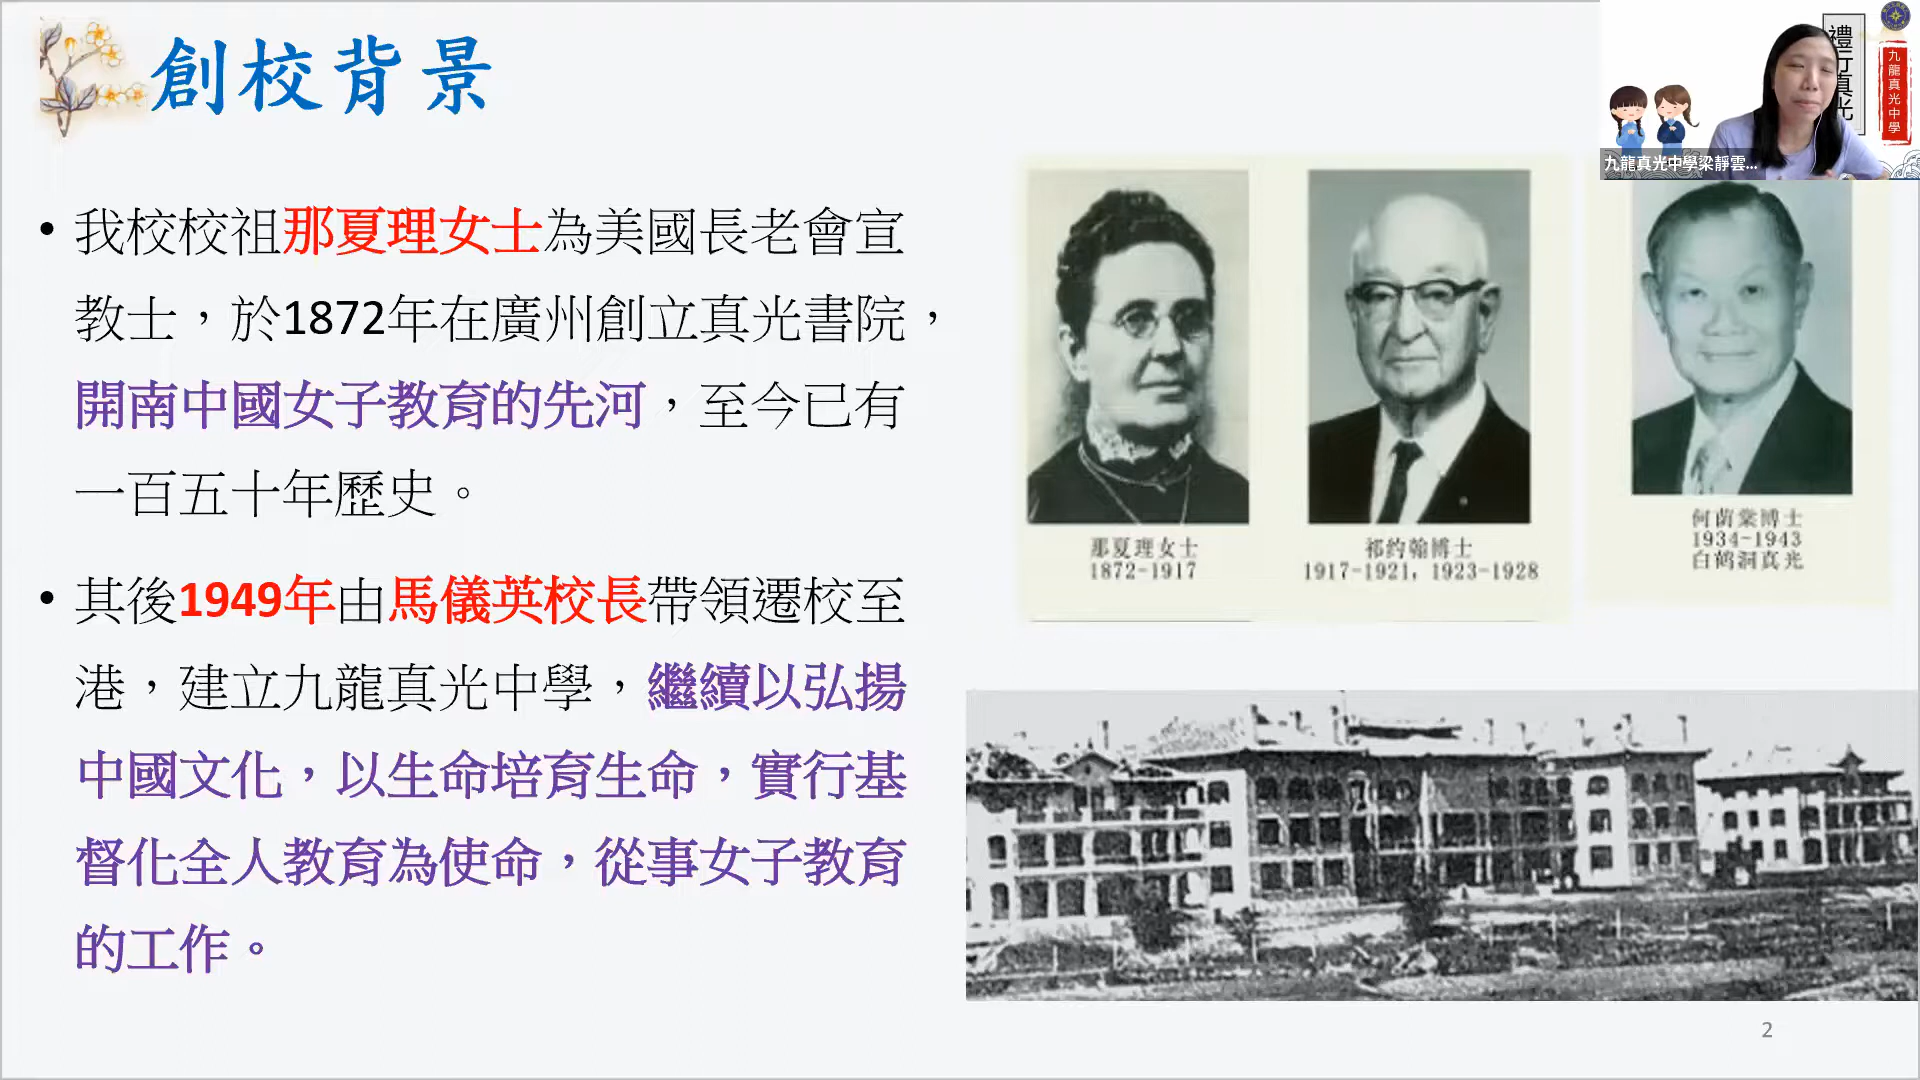 創校背景
• 我校校祖那夏理女士為美國長老會宣
教士，於1872年在廣州創立真光書院，
開南中國女子教育的先河，至今已有
一百五十年歷史。
• 其後1949年由馬儀英校長帶領遷校至
港，建立九龍真光中學，繼續以弘揚
中國文化，以生命培育生命，實行基
督化全人教育為使命，從事女子教育
的工作。
那夏理女士
1872-1917
祁約翰博士
1917-1921, 1923-1928
何蔭棠博士
1934-1943
白鹤洞真光
禮行真光
九龍真光中學
九龍真光中學梁靜雲...
2